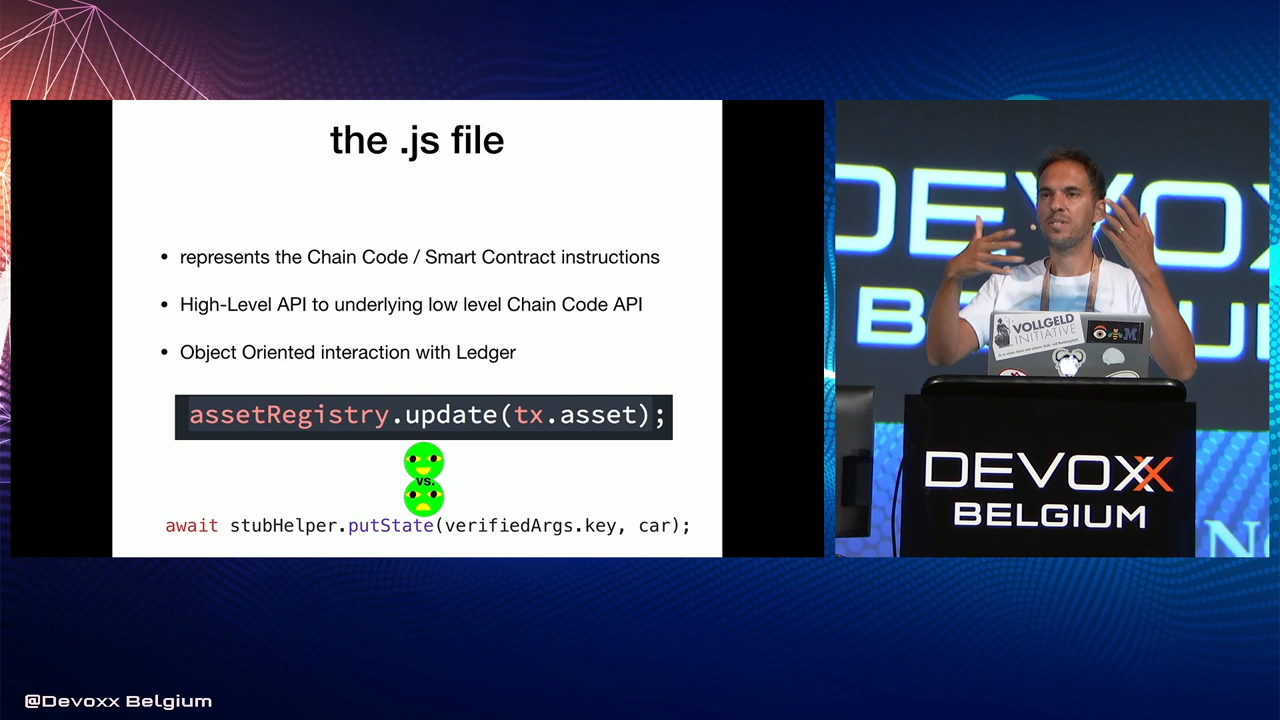 the .js file
• represents the Chain Code / Smart Contract instructions
• High-Level API to underlying low level Chain Code API
• Object Oriented interaction with Ledger
assetRegistry.update(tx.asset);
vs.
await stubHelper.putState(verifiedArgs.key, car);
DEVOX
BELGIU
VOLLGELD
INITIATIVE
M
DEVOXX
BELGIUM
@Devoxx Belgium